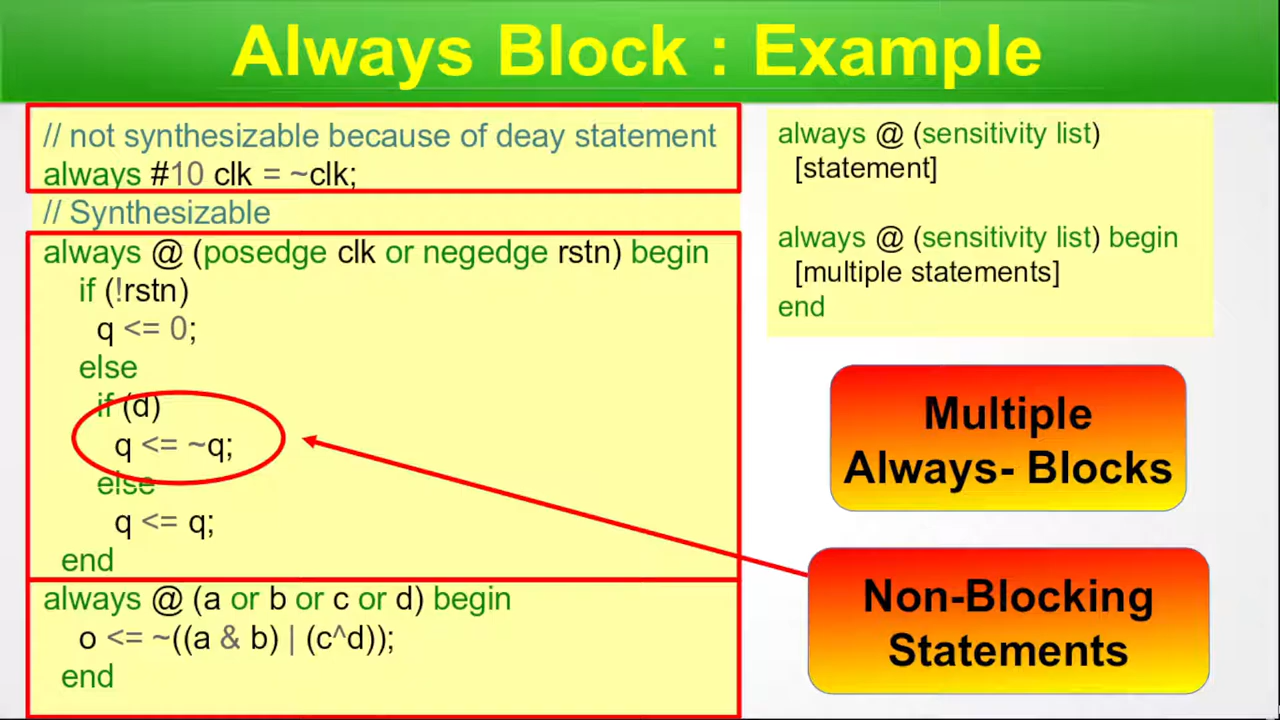 Always Block : Example
// not synthesizable because of deay statement
always #10 clk = ~clk;
// Synthesizable
always @ (posedge clk or negedge rstn) begin
if (!rstn)
q <= 0;
else
if (d)
q <= ~q;
else
q <= q;
end
always @ (a or b or c or d) begin
o <= ~((a & b) | (c^d));
end
always @ (sensitivity list)
[statement]
always @ (sensitivity list) begin
[multiple statements]
end
Multiple
Always- Blocks
Non-Blocking
Statements